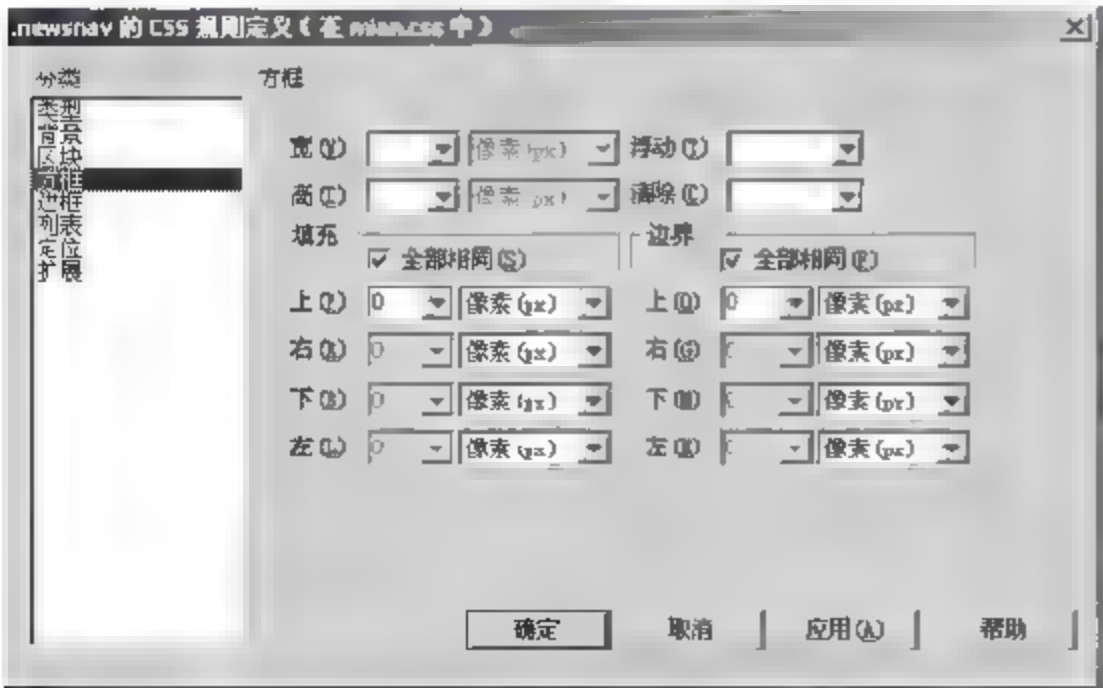 .newsnav 的 CSS 规则定义（在 mian.css 中）
分类
类型
背景
区块
方框
边框
列表
定位
扩展
方框
宽(W) 像素(px) 浮动(T)
高(E) 像素(px) 清除(C)
填充 边界
全部相同(S) 全部相同(F)
上(P) 0 像素(px) 上(O) 0 像素(px)
右(R) 0 像素(px) 右(G) 像素(px)
下(B) 0 像素(px) 下(M) 像素(px)
左(L) 0 像素(px) 左(N) 像素(px)
确定 取消 应用(A) 帮助